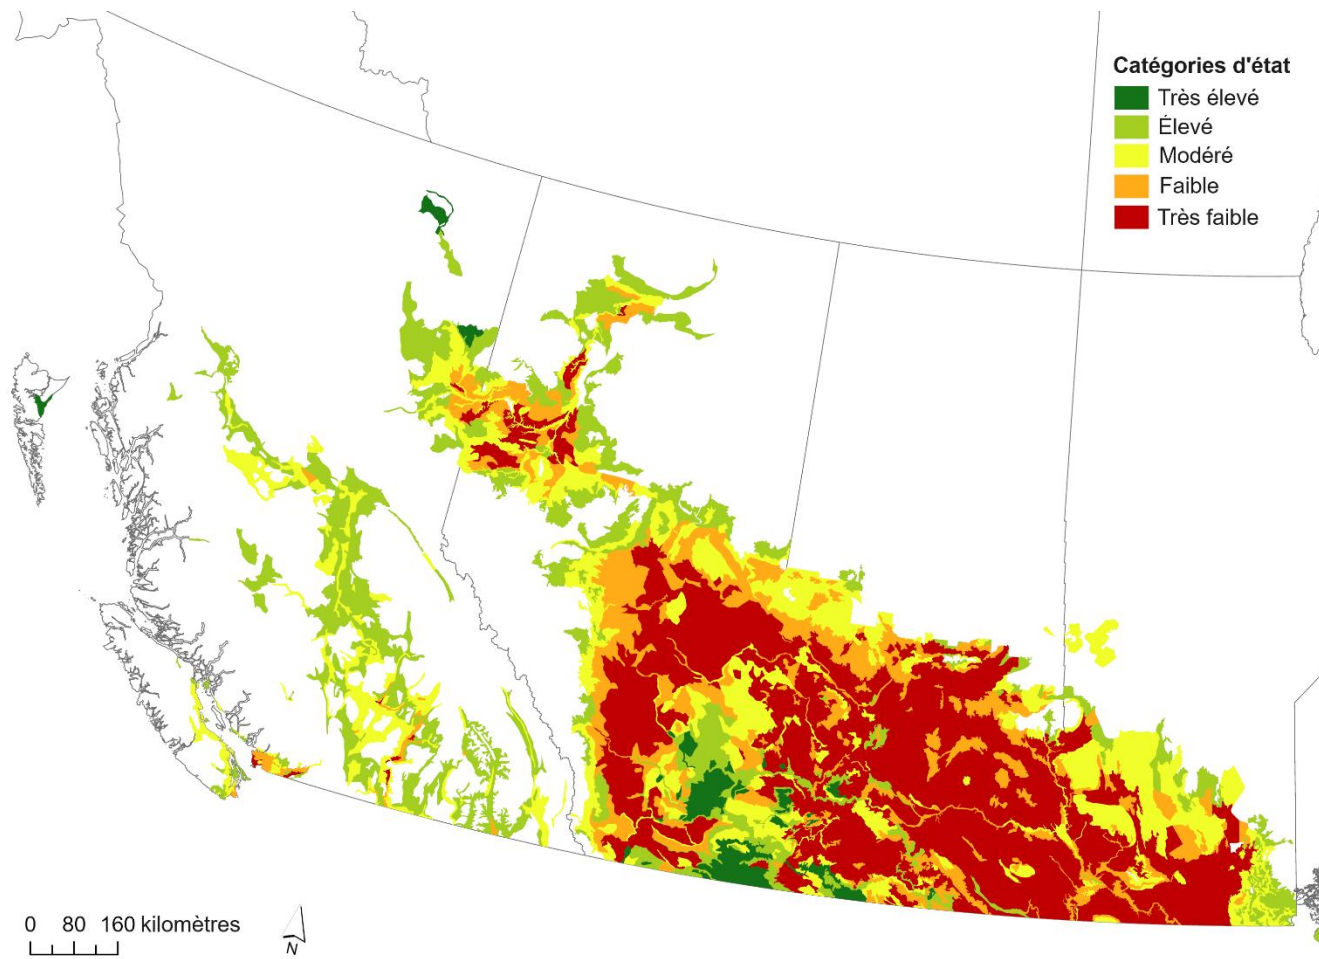 Catégories d'état
Très élevé
Élevé
Modéré
Faible
Très faible
0 80 160 kilomètres
N